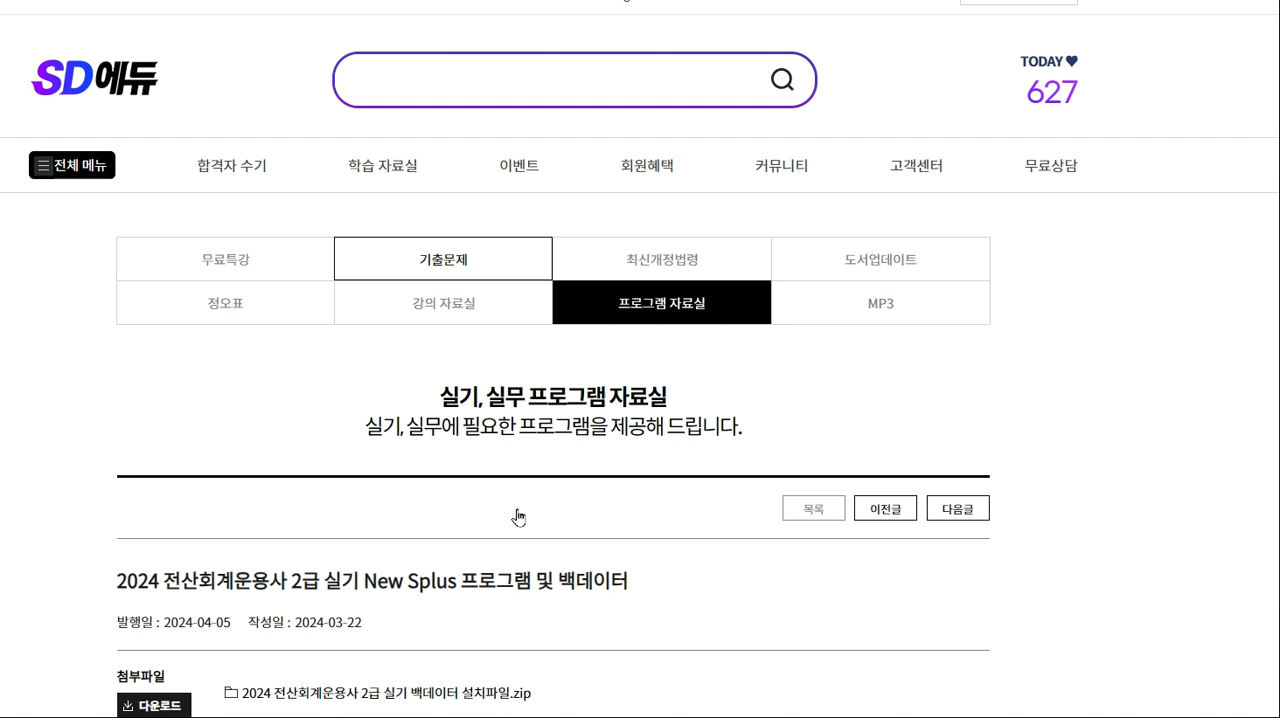 SD에듀
TODAY♥
627
전체 메뉴
합격자 수기
학습 자료실
이벤트
회원혜택
커뮤니티
고객센터
무료상담
무료특강
기출문제
최신개정법령
도서업데이트
정오표
강의 자료실
프로그램 자료실
MP3
실기, 실무 프로그램 자료실
실기, 실무에 필요한 프로그램을 제공해 드립니다.
목록
이전글
다음글
2024 전산회계운용사 2급 실기 New Splus 프로그램 및 백데이터
발행일 : 2024-04-05 작성일 : 2024-03-22
첨부파일
다운로드
2024 전산회계운용사 2급 실기 백데이터 설치파일.zip